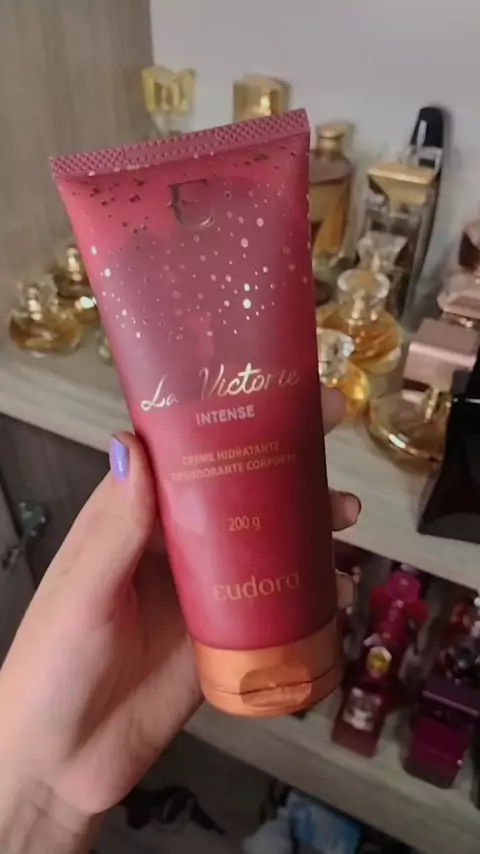 E
La Victorie
INTENSE
CREME HIDRATANTE
DESODORANTE CORPORAL
200 g
eudora